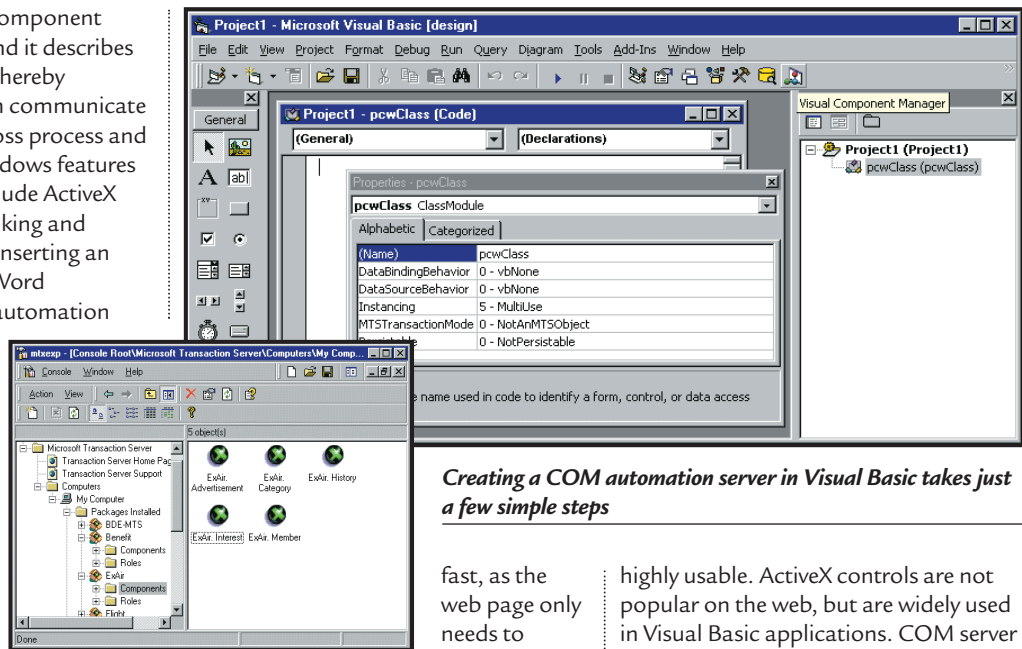 omponent
nd it describes
hereby
n communicate
oss process and
dows features
lude ActiveX
king and
inserting an
Word
automation
Project1 - Microsoft Visual Basic [design]
File Edit View Project Format Debug Run Query Diagram Tools Add-Ins Window Help
General
Project1 - pcwClass (Code)
(General) (Declarations)
Visual Component Manager
Project1 (Project1)
pcwClass (pcwClass)
A ab|
xv
Properties - pcwClass
pcwClass ClassModule
Alphabetic Categorized
(Name) pcwClass
DataBindingBehavior 0 - vbNone
DataSourceBehavior 0 - vbNone
Instancing 5 - MultiUse
MTSTransactionMode 0 - NotAnMTSObject
0 - NotPersistable
e name used in code to identify a form, control, or data access
mtxexp - [Console Root\Microsoft Transaction Server\Computers\My Comp...
Console Window Help
Action View
5 object(s)
Microsoft Transaction Server
Transaction Server Home Pag
Transaction Server Support
Computers
My Computer
Packages Installed
BDE-MTS
Benefit
Components
Roles
ExAir
Components
Roles
Flight
ExAir. Advertisement
ExAir. Category
ExAir. History
ExAir. Interest
ExAir. Member
Done
Creating a COM automation server in Visual Basic takes just
a few simple steps
fast, as the
web page only
needs to
highly usable. ActiveX controls are not
popular on the web, but are widely used
in Visual Basic applications. COM server